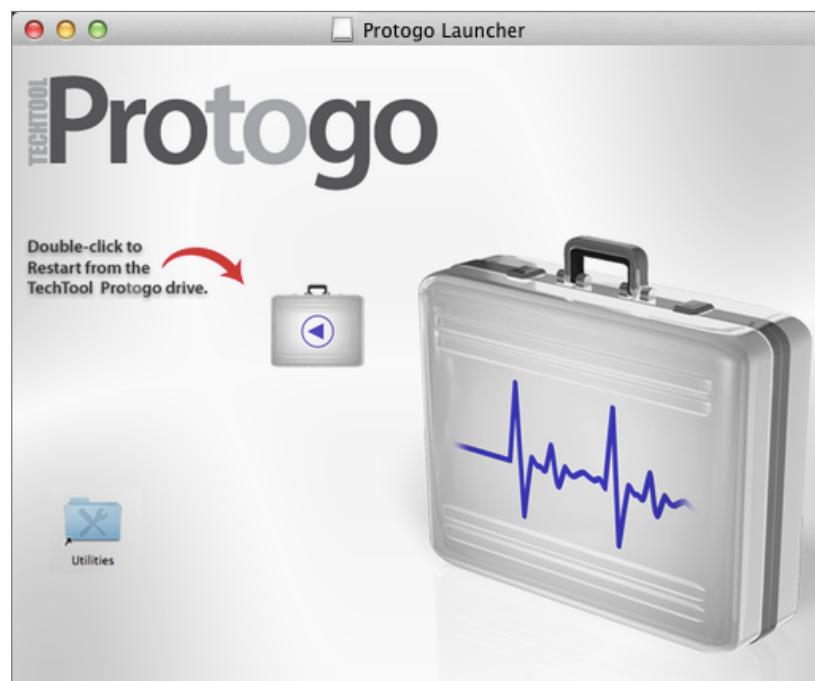 Protogo Launcher
TECHTOOL
Protogo
Double-click to
Restart from the
TechTool Protogo drive.
Utilities